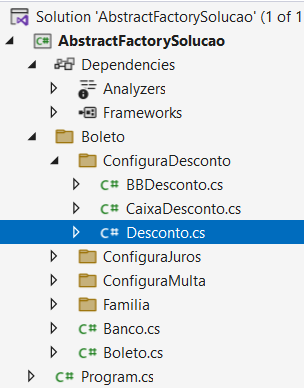 Solution 'AbstractFactorySolucao' (1 of 1
C# AbstractFactorySolucao
Dependencies
Analyzers
Frameworks
Boleto
ConfiguraDesconto
C# BBDesconto.cs
C# CaixaDesconto.cs
C# Desconto.cs
ConfiguraJuros
ConfiguraMulta
Familia
C# Banco.cs
C# Boleto.cs
C# Program.cs